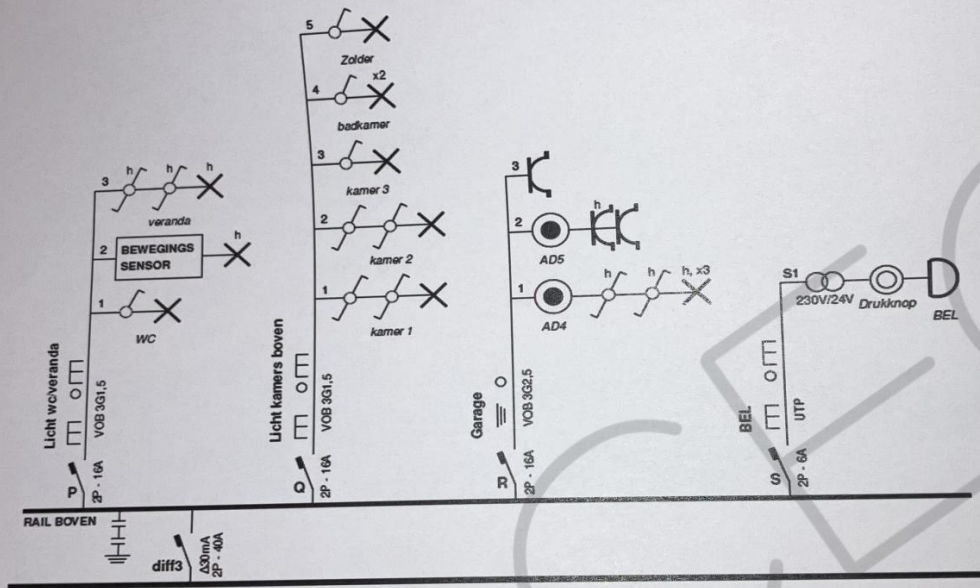 5
Zolder
4
x2
badkamer
3
kamer 3
2
kamer 2
1
kamer 1
Licht kamers boven
VOB 3G1,5
Q
2P - 16A
3
h
h
h
veranda
2
BEWEGINGS
SENSOR
h
1
WC
Licht wc/veranda
VOB 3G1,5
P
2P - 16A
3
2
h
AD5
1
h
h
h, x3
AD4
Garage
VOB 3G2,5
R
2P - 16A
S1
230V/24V
Drukknop
BEL
BEL
UTP
S
2P - 6A
RAIL BOVEN
diff3
Δ30mA
2P - 40A